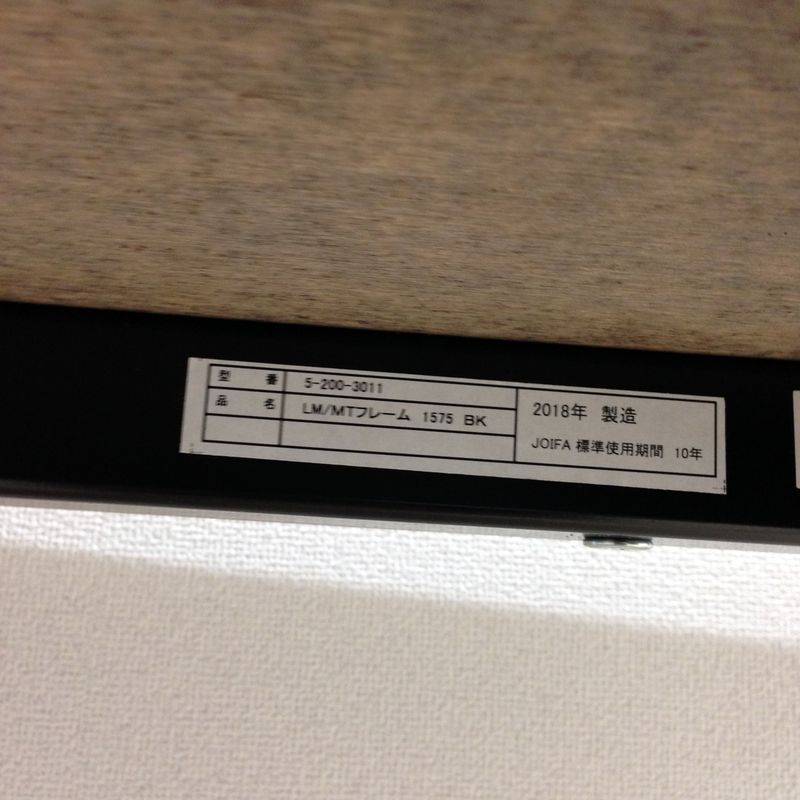 型 番 5-200-3011
品 名 LM/MTフレーム 1575 BK
2018年 製造
JOIFA 標準使用期間 10年